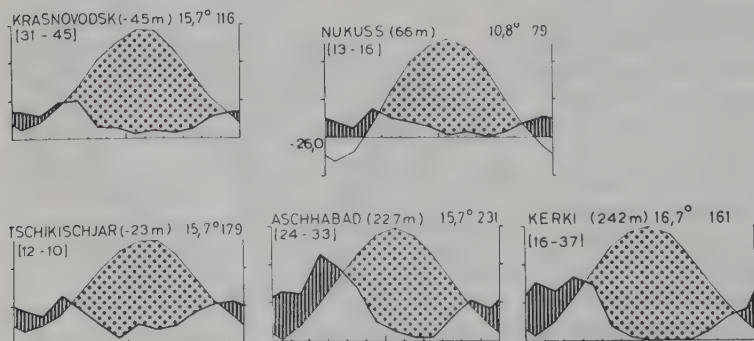 KRASNOVODSK (-45m) 15,7° 116
[31 - 45]
NUKUSS (66m) 10,8° 79
[13 - 16]
-26,0
TSCHIKISCHJAR (-23m) 15,7° 179
[12 - 10]
ASCHHABAD (227m) 15,7° 231
[24 - 33]
KERKI (242m) 16,7° 161
[16-37]